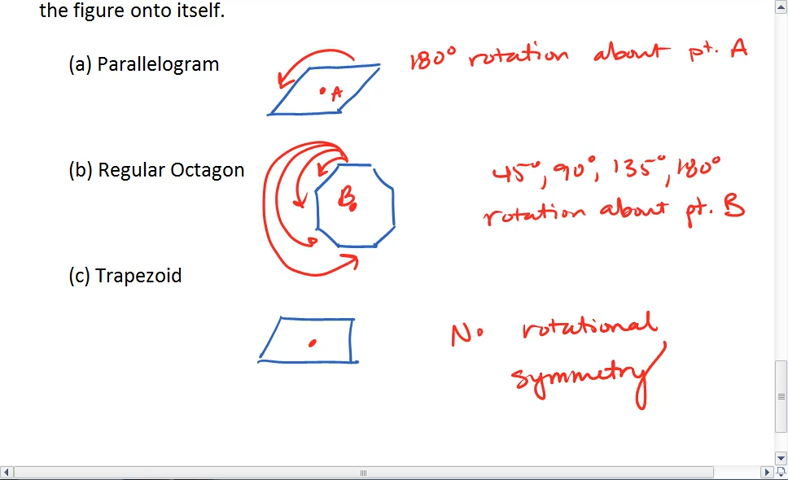 the figure onto itself.
(a) Parallelogram
180° rotation about pt. A
A
(b) Regular Octagon
B
45°, 90°, 135°, 180°
rotation about pt. B
(c) Trapezoid
No rotational
symmetry